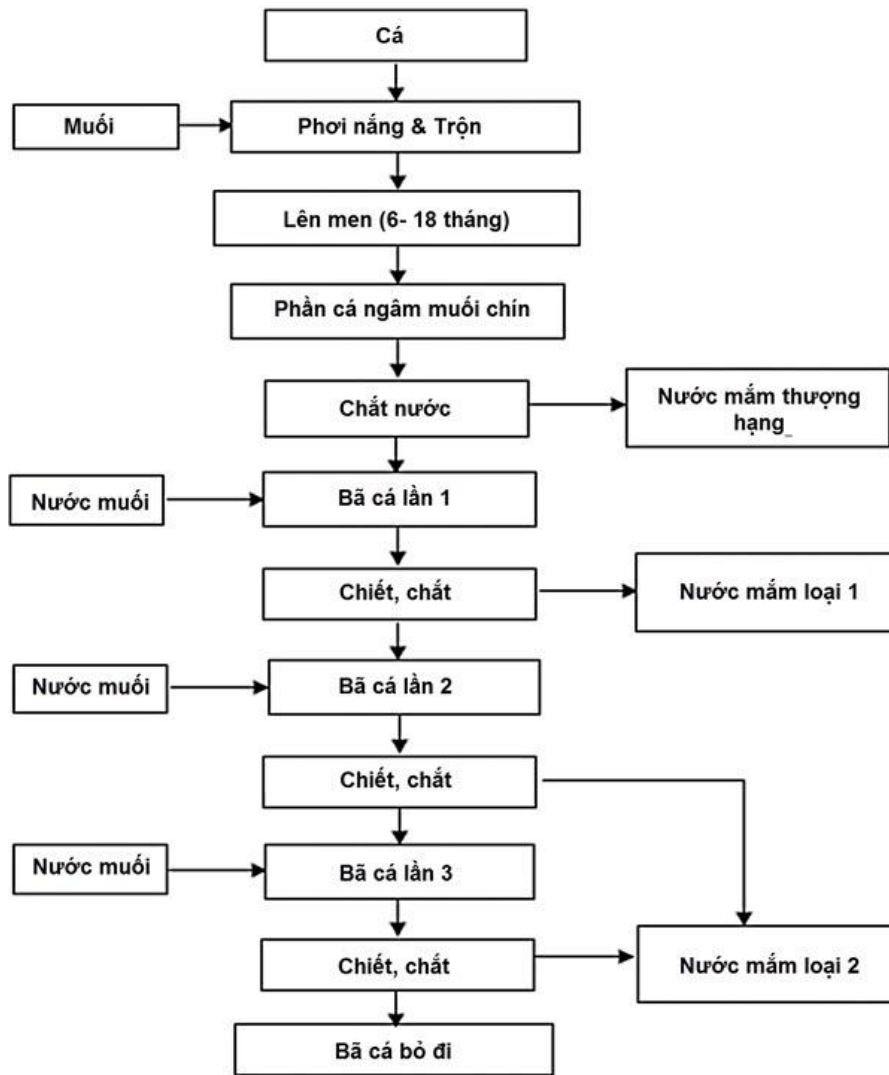 Cá
Muối
Phơi nắng & Trộn
Lên men (6- 18 tháng)
Phần cá ngâm muối chín
Chắt nước
Nước mắm thượng
hạng_
Nước muối
Bã cá lần 1
Chiết, chắt
Nước mắm loại 1
Nước muối
Bã cá lần 2
Chiết, chắt
Nước muối
Bã cá lần 3
Chiết, chắt
Nước mắm loại 2
Bã cá bỏ đi